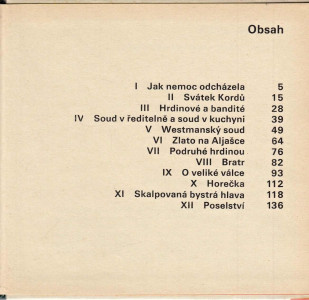 Obsah
I Jak nemoc odcházela 5
II Svátek Kordů 15
III Hrdinové a bandité 28
IV Soud v ředitelně a soud v kuchyni 39
V Westmanský soud 49
VI Zlato na Aljašce 64
VII Podruhé hrdinou 76
VIII Bratr 82
IX O veliké válce 93
X Horečka 112
XI Skalpovaná bystrá hlava 118
XII Poselství 136